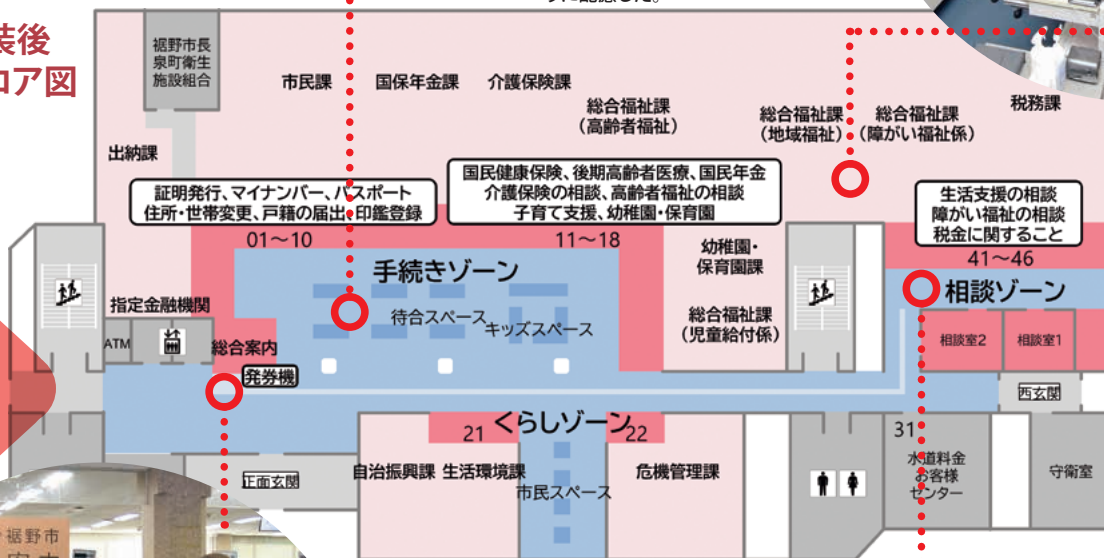 うに配慮した。
装後
ロア図
裾野市長
泉町衛生
施設組合
市民課
国保年金課
介護保険課
総合福祉課
（高齢者福祉）
総合福祉課
（地域福祉）
総合福祉課
（障がい福祉係）
税務課
出納課
証明発行、マイナンバー、パスポート
住所・世帯変更、戸籍の届出、印鑑登録
01～10
国民健康保険、後期高齢者医療、国民年金
介護保険の相談、高齢者福祉の相談
子育て支援、幼稚園・保育園
11～18
生活支援の相談
障がい福祉の相談
税金に関すること
41～46
手続きゾーン
待合スペース
キッズスペース
幼稚園・
保育園課
総合福祉課
（児童給付係）
相談ゾーン
相談室2
相談室1
指定金融機関
ATM
総合案内
発券機
西玄関
くらしゾーン
21
22
31
正面玄関
自治振興課
生活環境課
市民スペース
危機管理課
水道料金
お客様
センター
守衛室
裾野市